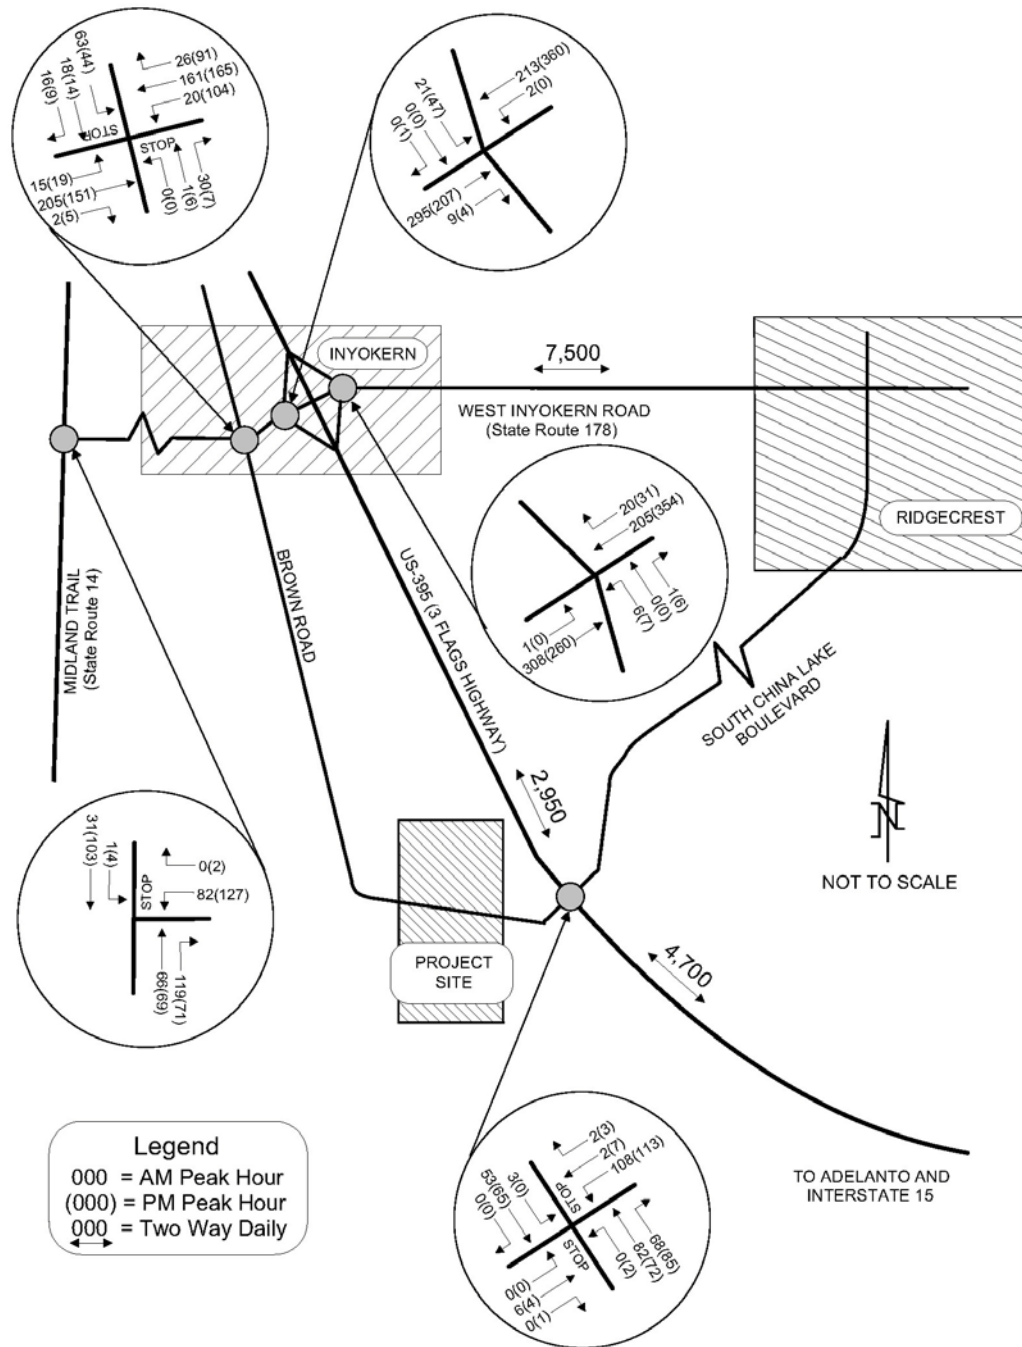 63(44)
18(14)
16(9)
26(91)
161(165)
20(104)
STOP
STOP
15(19)
205(151)
2(5)
0(0)
1(6)
30(7)
21(47)
0(0)
0(1)
213(360)
2(0)
295(207)
9(4)
INYOKERN
7,500
WEST INYOKERN ROAD
(State Route 178)
RIDGECREST
20(31)
205(354)
1(0)
308(260)
6(7)
0(0)
1(6)
MIDLAND TRAIL
(State Route 14)
BROWN ROAD
US-395 (3 FLAGS HIGHWAY)
SOUTH CHINA LAKE
BOULEVARD
2,950
N
NOT TO SCALE
31(103)
1(4)
STOP
0(2)
82(127)
66(69)
119(71)
PROJECT
SITE
4,700
TO ADELANTO AND
INTERSTATE 15
2(3)
2(7)
108(113)
3(0)
53(65)
0(0)
STOP
STOP
0(0)
6(4)
0(1)
0(2)
82(72)
68(85)
Legend
000 = AM Peak Hour
(000) = PM Peak Hour
000 = Two Way Daily